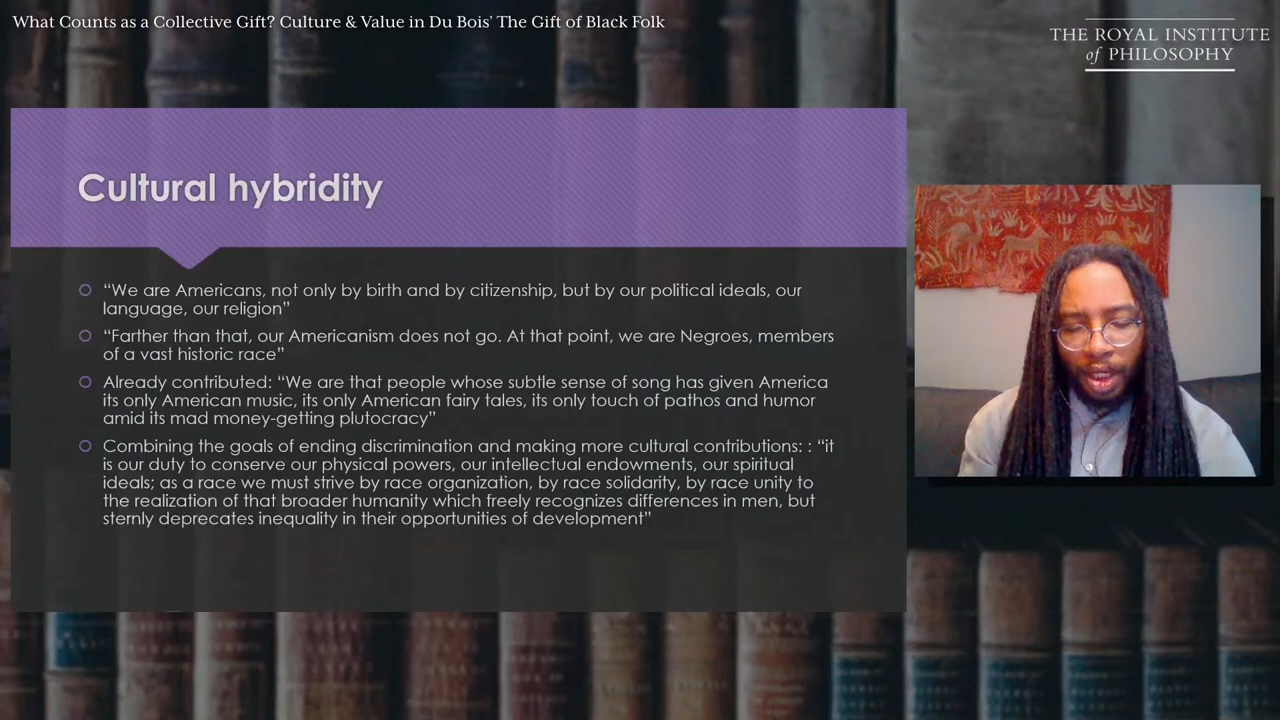 What Counts as a Collective Gift? Culture & Value in Du Bois' The Gift of Black Folk
THE ROYAL INSTITUTE
of PHILOSOPHY
Cultural hybridity
“We are Americans, not only by birth and by citizenship, but by our political ideals, our
language, our religion”
“Farther than that, our Americanism does not go. At that point, we are Negroes, members
of a vast historic race”
Already contributed: “We are that people whose subtle sense of song has given America
its only American music, its only American fairy tales, its only touch of pathos and humor
amid its mad money-getting plutocracy”
Combining the goals of ending discrimination and making more cultural contributions: : “it
is our duty to conserve our physical powers, our intellectual endowments, our spiritual
ideals; as a race we must strive by race organization, by race solidarity, by race unity to
the realization of that broader humanity which freely recognizes differences in men, but
sternly deprecates inequality in their opportunities of development”